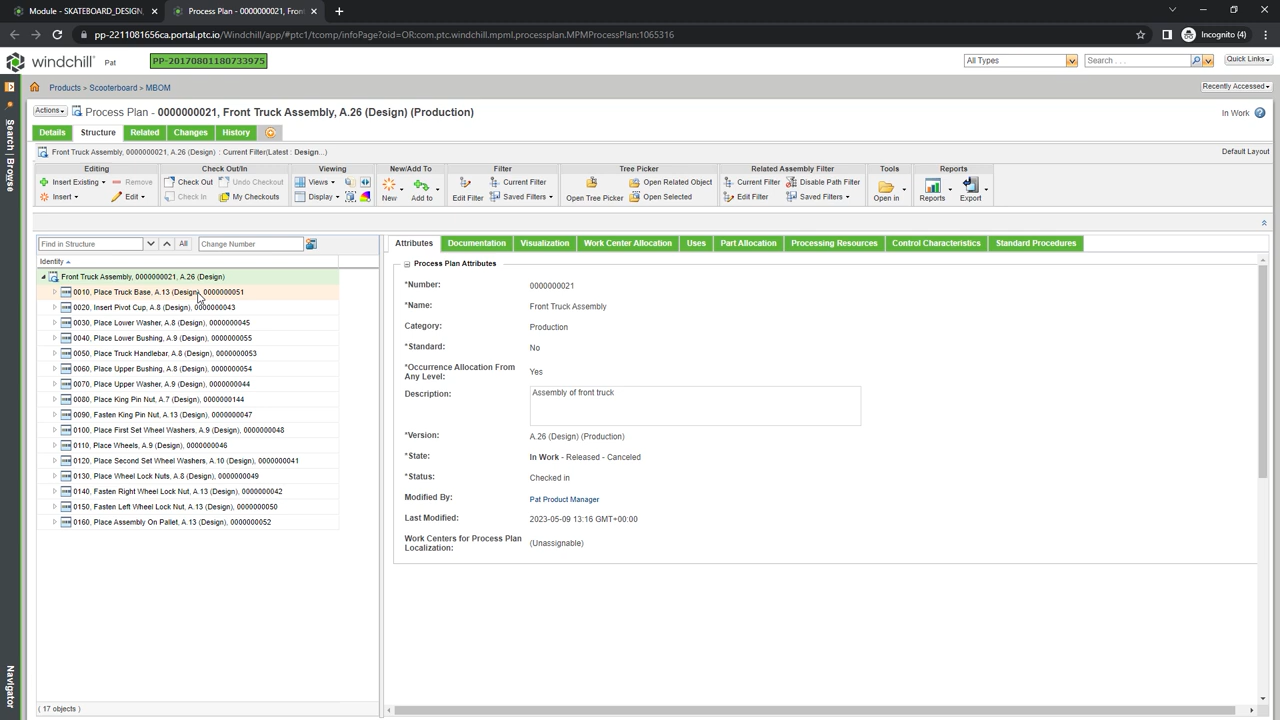 Module - SKATEBOARD_DESIGN,
Process Plan - 0000000021, Fron
Incognito (4)
pp-2211081656ca.portal.ptc.io/Windchill/app/#ptc1/tcomp/infoPage?oid=OR:com.ptc.windchill.mpml.processplan.MPMProcessPlan:1065316
windchill Pat PP-20170801180733975 All Types Search . . . Quick Links
Products > Scooterboard > MBOM Recently Accessed
Actions Process Plan - 0000000021, Front Truck Assembly, A.26 (Design) (Production) In Work
Details Structure Related Changes History
Front Truck Assembly, 0000000021, A.26 (Design) : Current Filter(Latest : Design...) Default Layout
Editing Check Out/In Viewing New/Add To Filter Tree Picker Related Assembly Filter Tools Reports
Insert Existing Remove Check Out Undo Checkout Views Current Filter Open Related Object Current Filter Disable Path Filter
Insert Edit Check In My Checkouts Display New Add to Edit Filter Saved Filters Open Tree Picker Open Selected Edit Filter Saved Filters Open in Reports Export
Find in Structure All Change Number
Attributes Documentation Visualization Work Center Allocation Uses Part Allocation Processing Resources Control Characteristics Standard Procedures
Identity
Front Truck Assembly, 0000000021, A.26 (Design)
0010, Place Truck Base, A.13 (Design), 0000000051
0020, Insert Pivot Cup, A.8 (Design), 0000000043
0030, Place Lower Washer, A.8 (Design), 0000000045
0040, Place Lower Bushing, A.9 (Design), 0000000055
0050, Place Truck Handlebar, A.8 (Design), 0000000053
0060, Place Upper Bushing, A.8 (Design), 0000000054
0070, Place Upper Washer, A.9 (Design), 0000000044
0080, Place King Pin Nut, A.7 (Design), 0000000144
0090, Fasten King Pin Nut, A.13 (Design), 0000000047
0100, Place First Set Wheel Washers, A.9 (Design), 0000000048
0110, Place Wheels, A.9 (Design), 0000000046
0120, Place Second Set Wheel Washers, A.10 (Design), 0000000041
0130, Place Wheel Lock Nuts, A.8 (Design), 0000000049
0140, Fasten Right Wheel Lock Nut, A.13 (Design), 0000000042
0150, Fasten Left Wheel Lock Nut, A.13 (Design), 0000000050
0160, Place Assembly On Pallet, A.13 (Design), 0000000052
( 17 objects )
Process Plan Attributes
*Number: 0000000021
*Name: Front Truck Assembly
Category: Production
*Standard: No
*Occurrence Allocation From
Any Level: Yes
Description: Assembly of front truck
*Version: A.26 (Design) (Production)
*State: In Work - Released - Canceled
*Status: Checked in
Modified By: Pat Product Manager
Last Modified: 2023-05-09 13:16 GMT+00:00
Work Centers for Process Plan
Localization: (Unassignable)
Search | Browse
Navigator